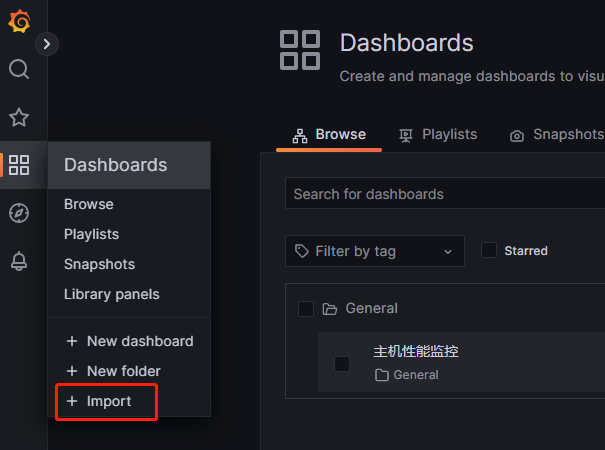 Dashboards
Create and manage dashboards to visu
Browse
Playlists
Snapshots
Dashboards
Browse
Playlists
Snapshots
Library panels
+ New dashboard
+ New folder
+ Import
Search for dashboards
Filter by tag
Starred
General
主机性能监控
General